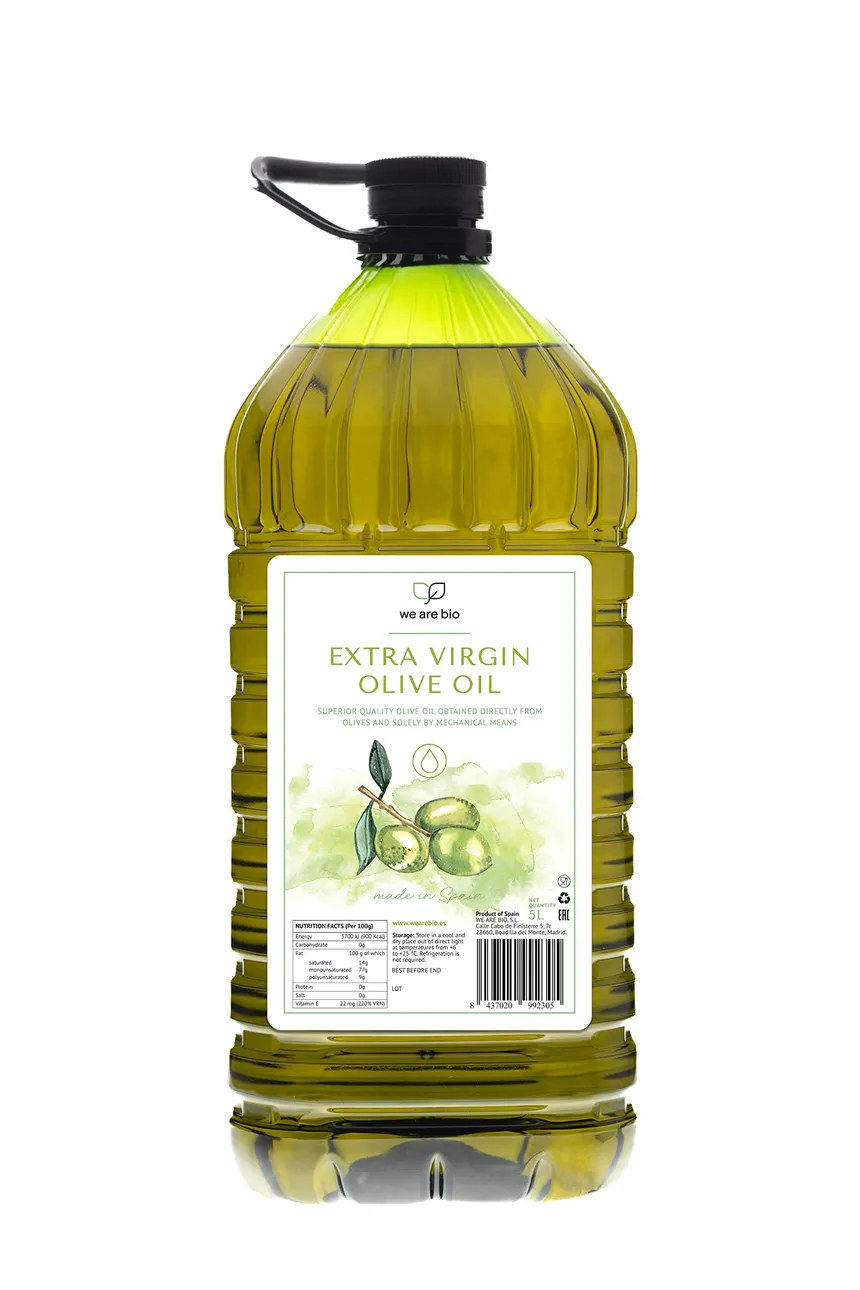 we are bio
EXTRA VIRGIN
OLIVE OIL
SUPERIOR QUALITY OLIVE OIL OBTAINED DIRECTLY FROM
OLIVES AND SOLELY BY MECHANICAL MEANS
made in Spain
NUTRITION FACTS (Per 100g)
Energy 3700 kJ (900 Kcal)
Carbohydrate 0g
Fat 100 g of which
saturated 14g
monounsaturated 77g
polyunsaturated 9g
Protein 0g
Salt 0g
Vitamin E 22 mg (220% VRN)
www.wearebio.es
Storage: Store in a cool and
dry place out of direct light
at temperatures from +6
to +25 °C. Refrigeration is
not required.
BEST BEFORE END
LOT
NET
QUANTITY
5L
EAC
Product of Spain
WE ARE BIO, S.L.
Calle Cabo de Finisterre 5, 7c
28660, Boadilla del Monte, Madrid.
8 437020 992305